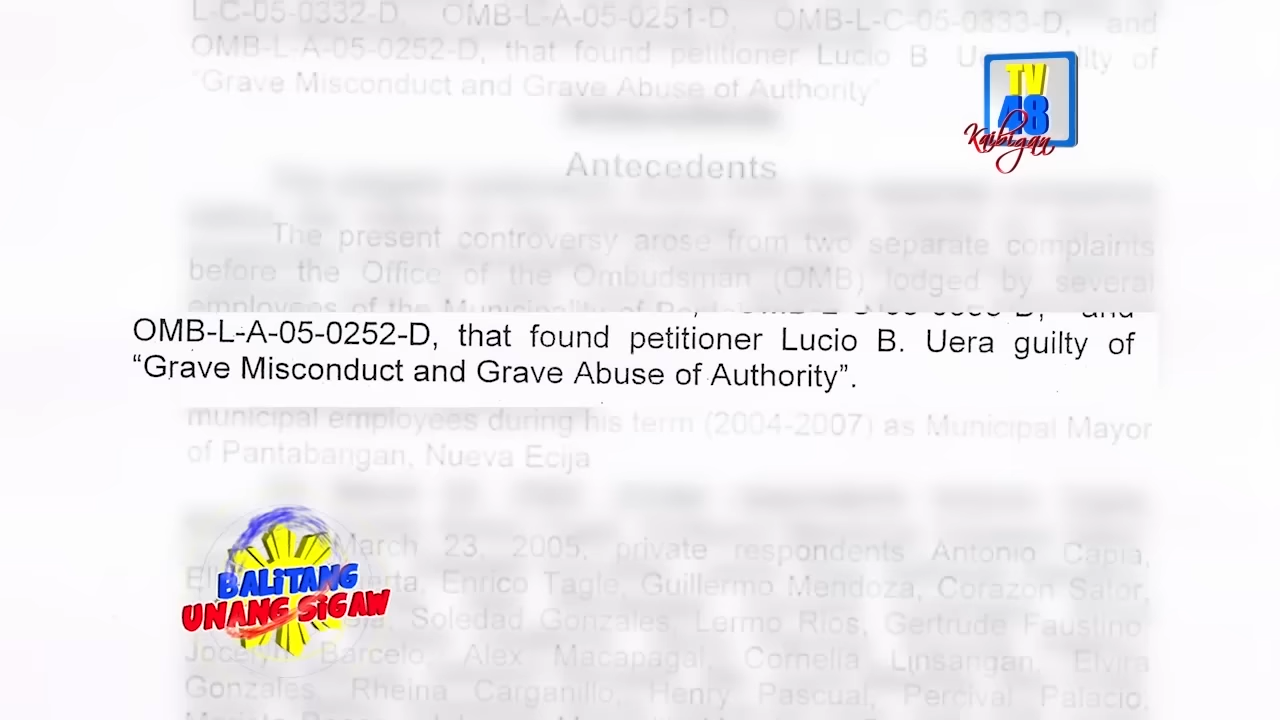 L-C-05-0332-D, OMB-L-A-05-0251-D, OMB-L-C-05-0333-D, and
OMB-L-A-05-0252-D, that found petitioner Lucio B of
"Grave Misconduct and Grave Abuse of Authority"
TV
48
Kaibigan
Antecedents
The present controversy arose from two separate complaints
before the Office of the Ombudsman (OMB) lodged by several
employees of the Municipality of
OMB-L-A-05-0252-D, that found petitioner Lucio B. Uera guilty of
“Grave Misconduct and Grave Abuse of Authority”.
municipal employees during his term (2004-2007) as Municipal Mayor
of Pantabangan, Nueva Ecija
March 23, 2005, private respondents Antonio Capia,
Enrico Tagle, Guillermo Mendoza, Corazon Sator,
Soledad Gonzales, Lermo Rios, Gertrude Faustino
Barcelo, Alex Macapagal, Cornelia Linsangan, Elvira
Gonzales, Rheina Carganillo, Henry Pascual, Percival Palacio,
BALITANG
UNANG SIGAW